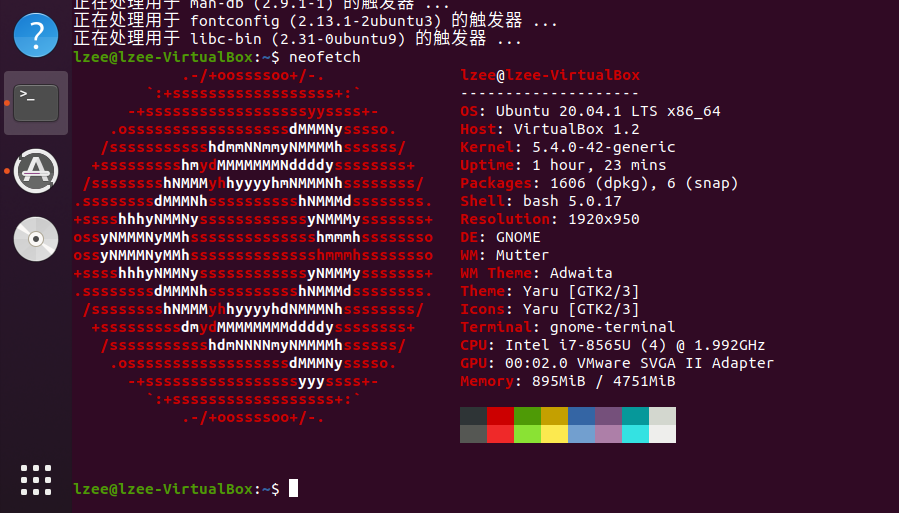 正在处理用于 man-db (2.9.1-1) 的触发器 ...
正在处理用于 fontconfig (2.13.1-2ubuntu3) 的触发器 ...
正在处理用于 libc-bin (2.31-0ubuntu9) 的触发器 ...
lzee@lzee-VirtualBox:~$ neofetch
.-/+oossssoo+/-. lzee@lzee-VirtualBox
`:+ssssssssssssssssss+:` --------------------
-+ssssssssssssssssssyyssss+- OS: Ubuntu 20.04.1 LTS x86_64
.ossssssssssssssssssdMMMNysssso. Host: VirtualBox 1.2
/ssssssssssshdmmNNmmyNMMMMhssssss/ Kernel: 5.4.0-42-generic
+ssssssssshmydMMMMMMMNddddyssssssss+ Uptime: 1 hour, 23 mins
/sssssssshNMMMyhhyyyyhmNMMMNhssssssss/ Packages: 1606 (dpkg), 6 (snap)
.ssssssssdMMMNhsssssssssshNMMMdssssssss. Shell: bash 5.0.17
+sssshhhyNMMNyssssssssssssyNMMMysssssss+ Resolution: 1920x950
ossyNMMMNyMMhsssssssssssssshmmmhssssssso DE: GNOME
ossyNMMMNyMMhsssssssssssssshmmmhssssssso WM: Mutter
+sssshhhyNMMNyssssssssssssyNMMMysssssss+ WM Theme: Adwaita
.ssssssssdMMMNhsssssssssshNMMMdssssssss. Theme: Yaru [GTK2/3]
/sssssssshNMMMyhhyyyyhdNMMMNhssssssss/ Icons: Yaru [GTK2/3]
+sssssssssdmydMMMMMMMMddddyssssssss+ Terminal: gnome-terminal
/ssssssssssshdmNNNNmyNMMMMhssssss/ CPU: Intel i7-8565U (4) @ 1.992GHz
.ossssssssssssssssssdMMMNysssso. GPU: 00:02.0 VMware SVGA II Adapter
-+sssssssssssssssssyyyssss+- Memory: 895MiB / 4751MiB
`:+ssssssssssssssssss+:`
.-/+oossssoo+/-.
lzee@lzee-VirtualBox:~$